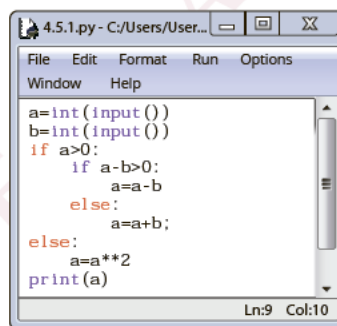 4.5.1.py - C:/Users/User...
File Edit Format Run Options
Window Help
a=int(input())
b=int(input())
if a>0:
    if a-b>0:
        a=a-b
    else:
        a=a+b;
else:
    a=a**2
print(a)
Ln:9 Col:10